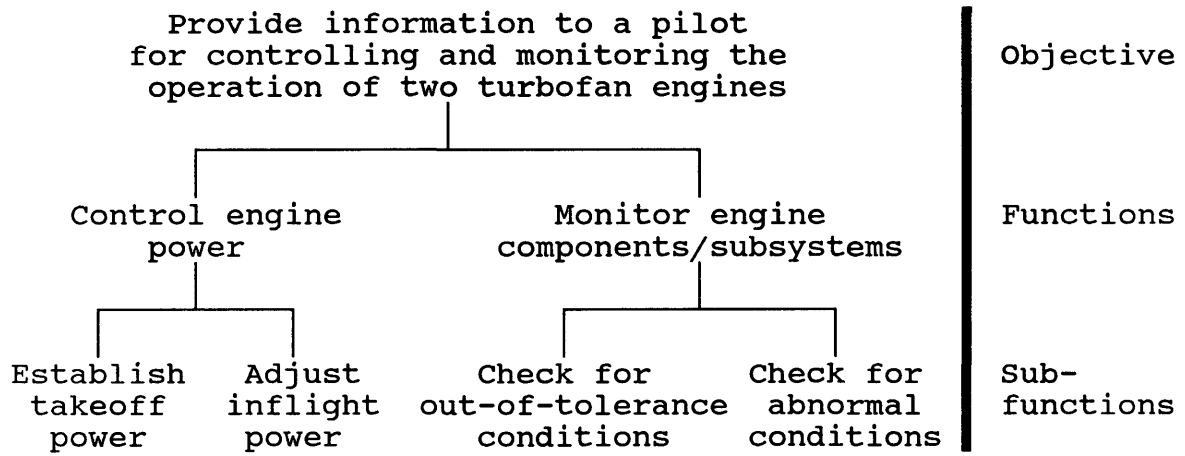 Provide information to a pilot
for controlling and monitoring the
operation of two turbofan engines
Objective
Control engine
power
Monitor engine
components/subsystems
Functions
Establish
takeoff
power
Adjust
inflight
power
Check for
out-of-tolerance
conditions
Check for
abnormal
conditions
Sub-
functions